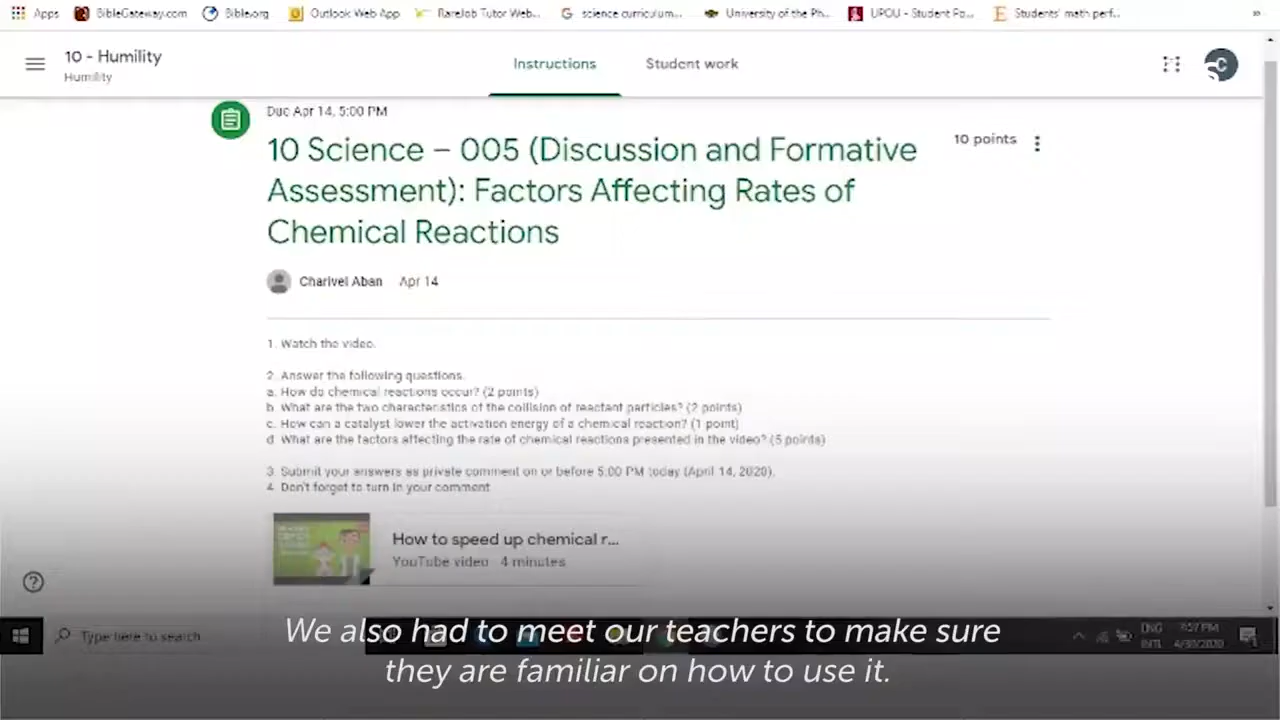 Apps BibleGateway.com Bible.org Outlook Web App RareJob Tutor Web... science curriculum... University of the Ph... UPOU - Student Po... Students' math perf... »
10 - Humility
Humility
Instructions Student work
Due Apr 14, 5:00 PM
10 Science – 005 (Discussion and Formative
Assessment): Factors Affecting Rates of
Chemical Reactions
10 points
Charivel Aban Apr 14
1. Watch the video.
2. Answer the following questions.
a. How do chemical reactions occur? (2 points)
b. What are the two characteristics of the collision of reactant particles? (2 points)
c. How can a catalyst lower the activation energy of a chemical reaction? (1 point)
d. What are the factors affecting the rate of chemical reactions presented in the video? (5 points)
3. Submit your answers as private comment on or before 5:00 PM today (April 14, 2020).
4. Don't forget to turn in your comment
How to speed up chemical r...
YouTube video 4 minutes
Type here to search
ENG
INTL
7:57 PM
4/30/2020
We also had to meet our teachers to make sure
they are familiar on how to use it.